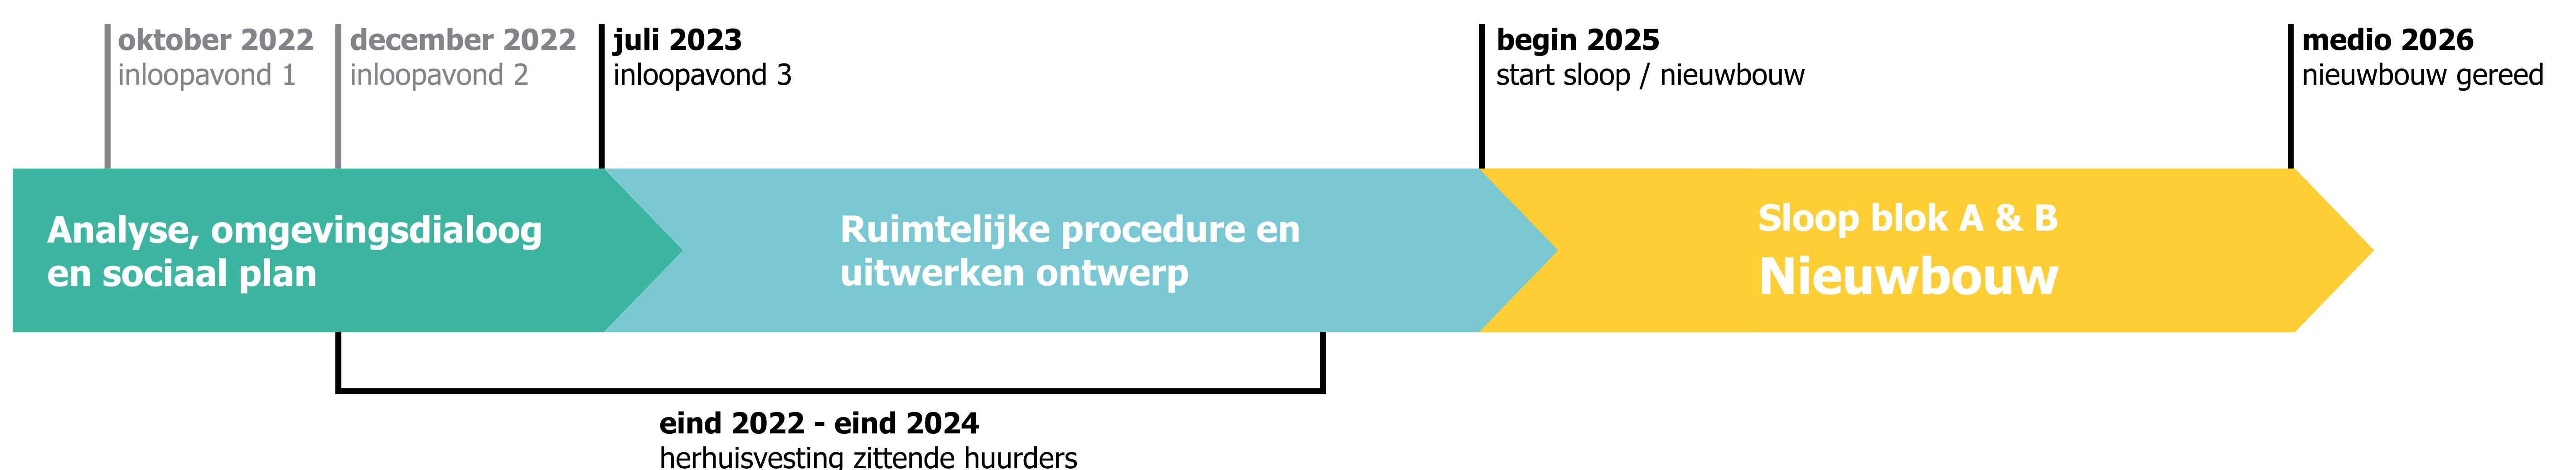 oktober 2022
inloopavond 1
december 2022
inloopavond 2
juli 2023
inloopavond 3
begin 2025
start sloop / nieuwbouw
medio 2026
nieuwbouw gereed
Analyse, omgevingsdialoog
en sociaal plan
Ruimtelijke procedure en
uitwerken ontwerp
Sloop blok A & B
Nieuwbouw
eind 2022 - eind 2024
herhuisvesting zittende huurders